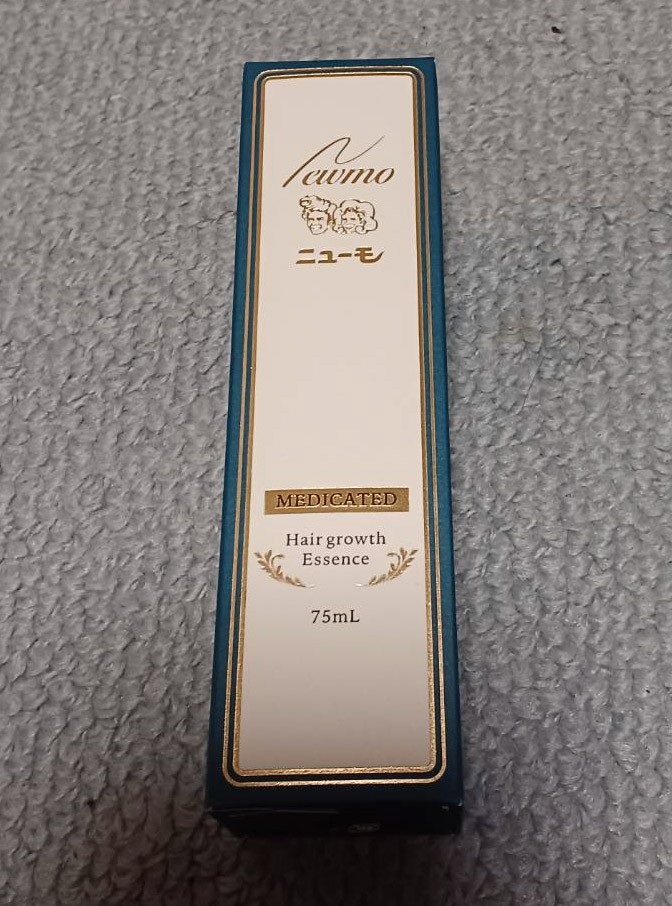 Newmo
ニューモ
MEDICATED
Hair growth
Essence
75mL